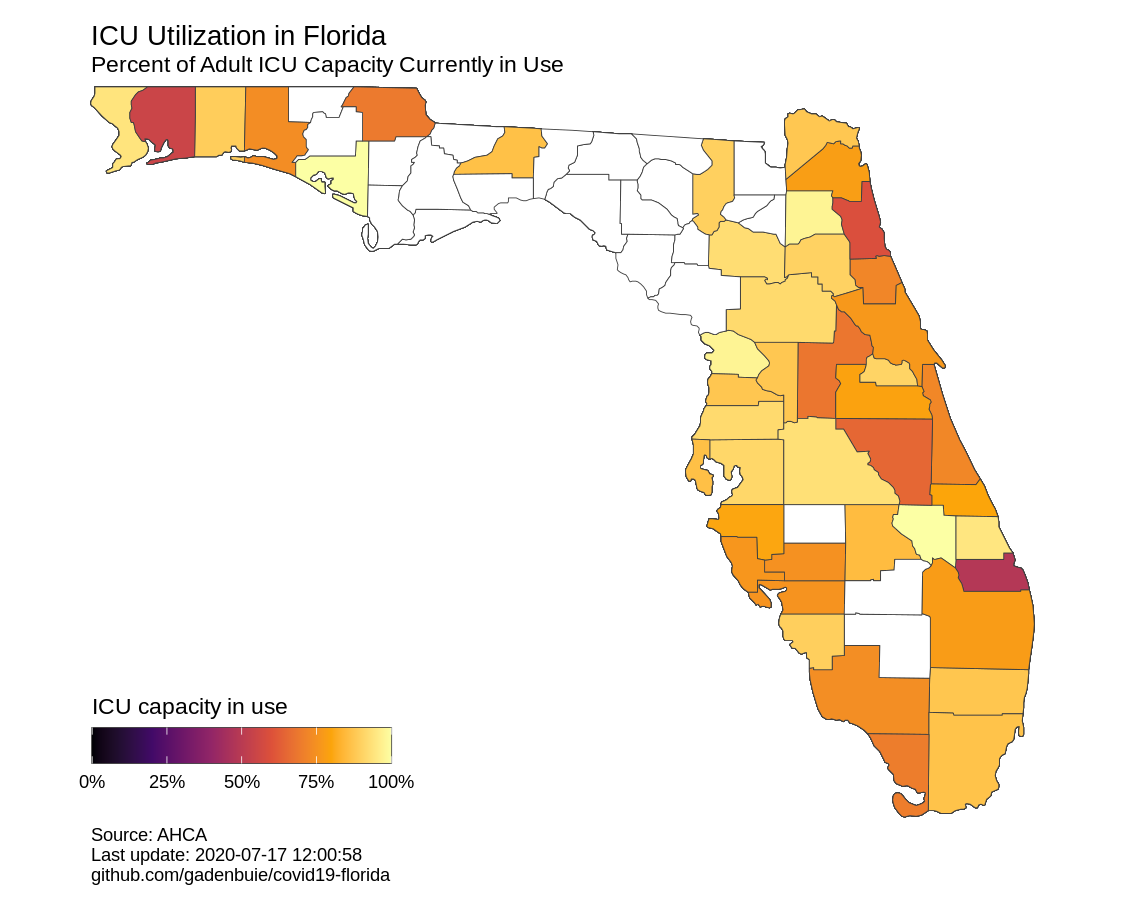 ICU Utilization in Florida
Percent of Adult ICU Capacity Currently in Use
ICU capacity in use
0% 25% 50% 75% 100%
Source: AHCA
Last update: 2020-07-17 12:00:58
github.com/gadenbuie/covid19-florida